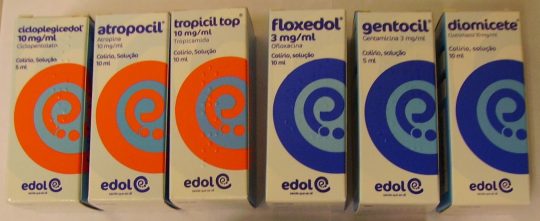 cicloplegicedol®
10 mg/ml
Ciclopentolato
Colírio, Solução
5 ml
edol
atropocil®
Atropina
10 mg/ml
Colírio, solução
10 ml
edol
tropicil top®
10 mg/ml
Tropicamida
Colírio, solução
10 ml
edol
floxedol®
3 mg/ml
Ofloxacina
Colírio, solução
10 ml
edol
gentocil®
Gentamicina 3 mg/ml
Colírio, solução
5 ml
edol
diomicete®
Colírio, solução
10 ml
edol